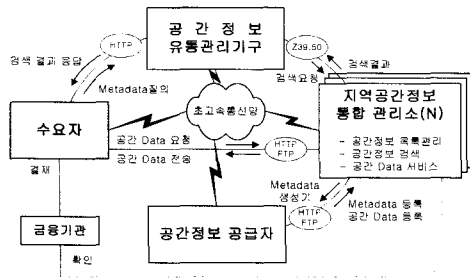 공 간 정 보
유통관리기구
HTTP
Z39.50
검색 결과 응답
Metadata질의
검색결과
검색요청
초고속통신망
수요자
지역공간정보
통합 관리소(N)
- 공간정보 목록관리
- 공간정보 검색
- 공간 Data 서비스
공간 Data 요청
공간 Data 전송
HTTP
FTP
결재
Metadata
생성기
HTTP
FTP
Metadata 등록
공간 Data 등록
금융기관
공간정보 공급자
확인